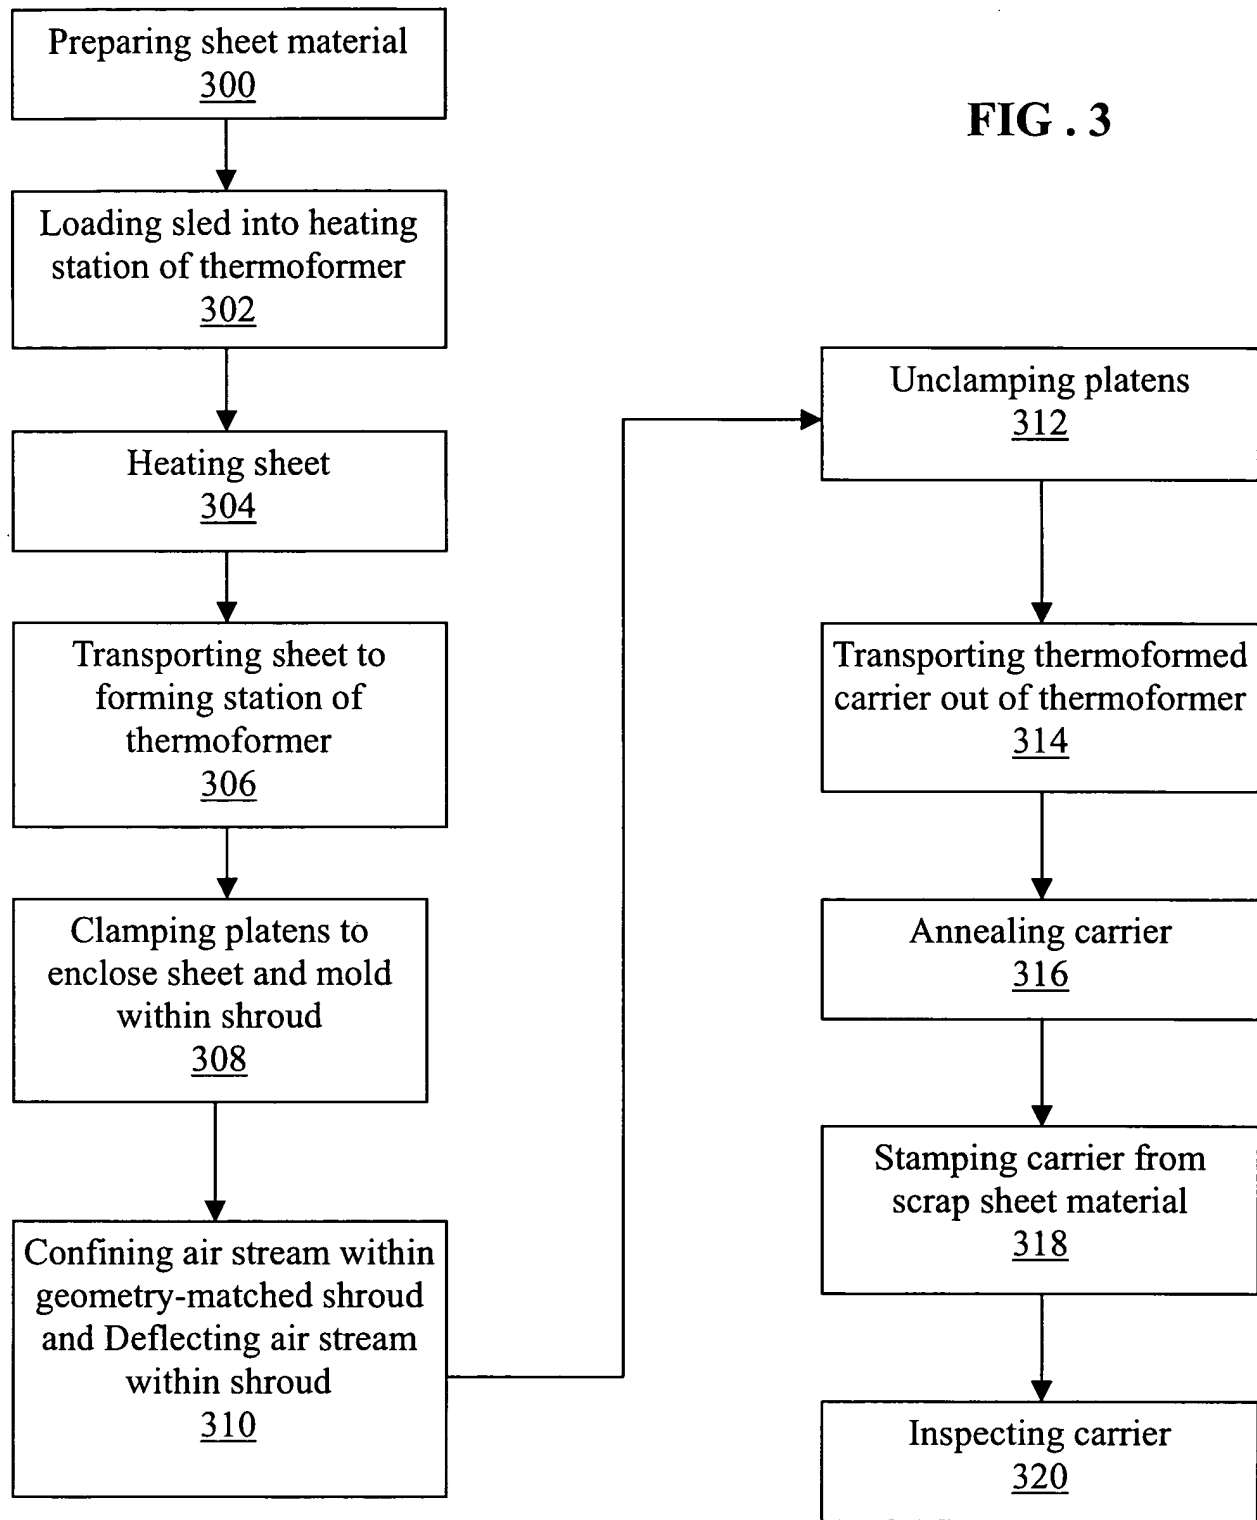 Preparing sheet material
300
FIG . 3
Loading sled into heating
station of thermoformer
302
Heating sheet
304
Transporting sheet to
forming station of
thermoformer
306
Clamping platens to
enclose sheet and mold
within shroud
308
Confining air stream within
geometry-matched shroud
and Deflecting air stream
within shroud
310
Unclamping platens
312
Transporting thermoformed
carrier out of thermoformer
314
Annealing carrier
316
Stamping carrier from
scrap sheet material
318
Inspecting carrier
320